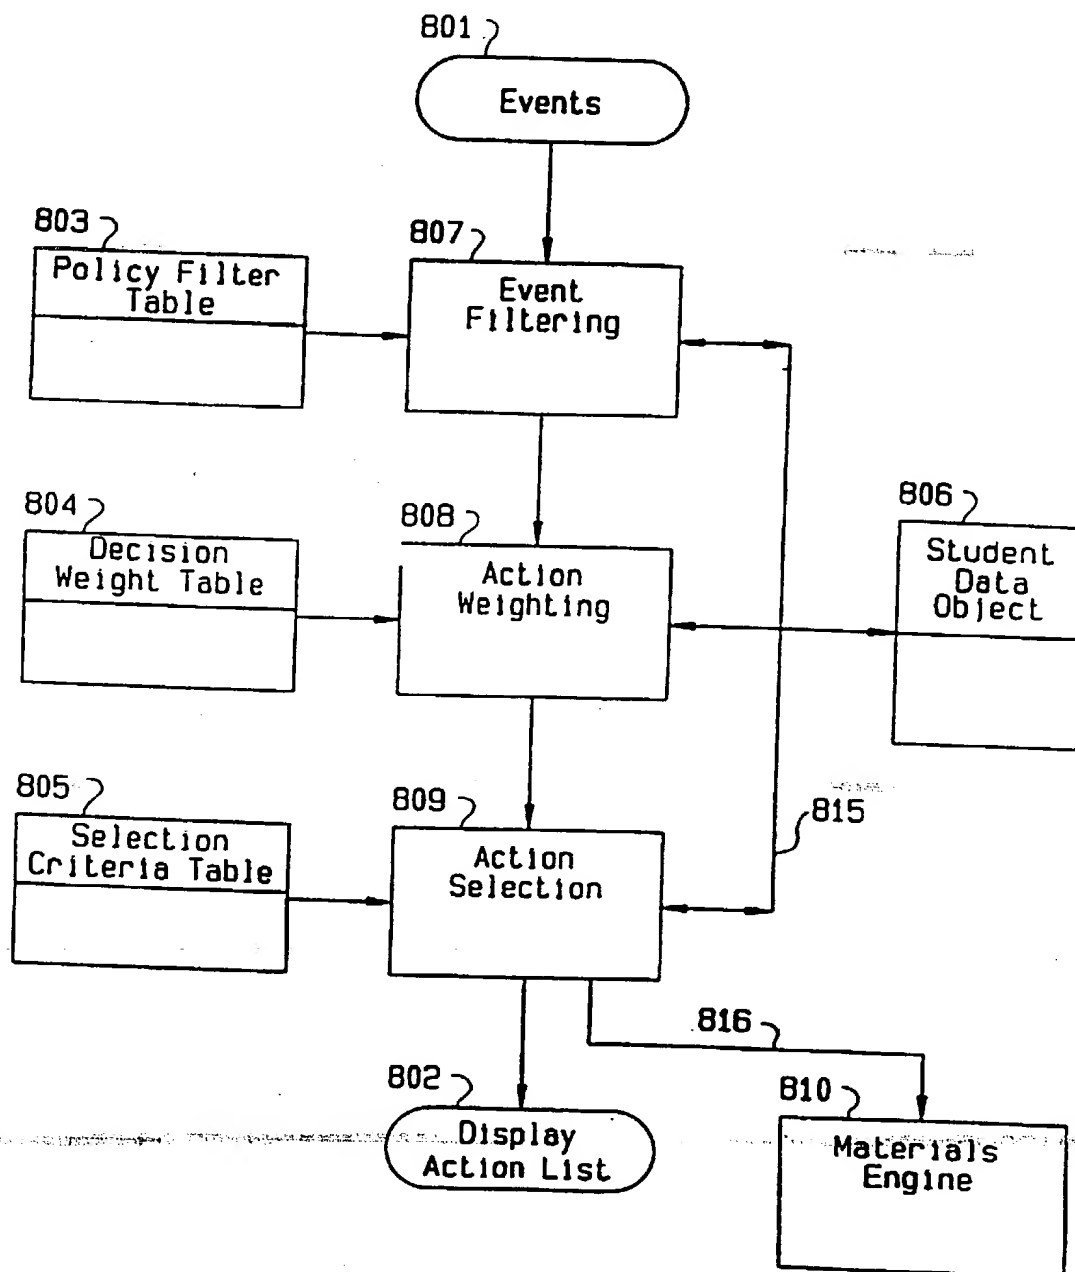 801
Events
803
Policy Filter
Table
807
Event
Filtering
804
Decision
Weight Table
808
Action
Weighting
806
Student
Data
Object
805
Selection
Criteria Table
809
Action
Selection
815
816
802
Display
Action List
810
Materials
Engine